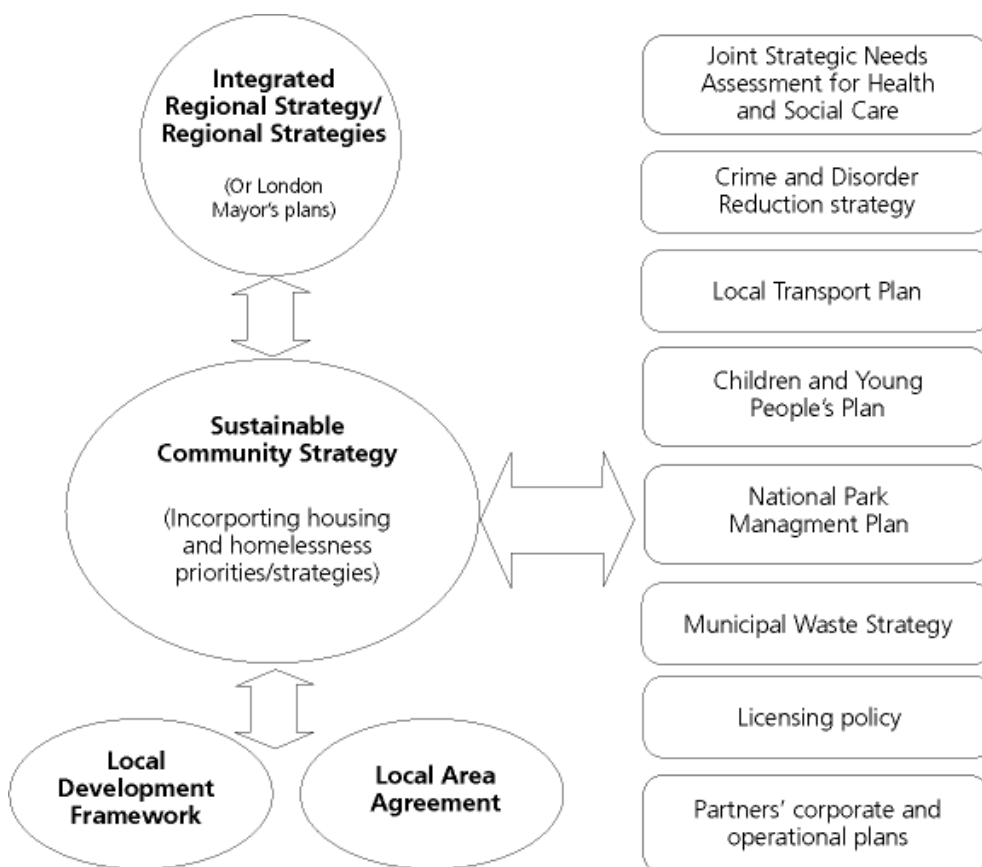 Integrated
Regional Strategy/
Regional Strategies
(Or London
Mayor's plans)
Sustainable
Community Strategy
(Incorporating housing
and homelessness
priorities/strategies)
Local
Development
Framework
Local Area
Agreement
Joint Strategic Needs
Assessment for Health
and Social Care
Crime and Disorder
Reduction strategy
Local Transport Plan
Children and Young
People's Plan
National Park
Managment Plan
Municipal Waste Strategy
Licensing policy
Partners' corporate and
operational plans